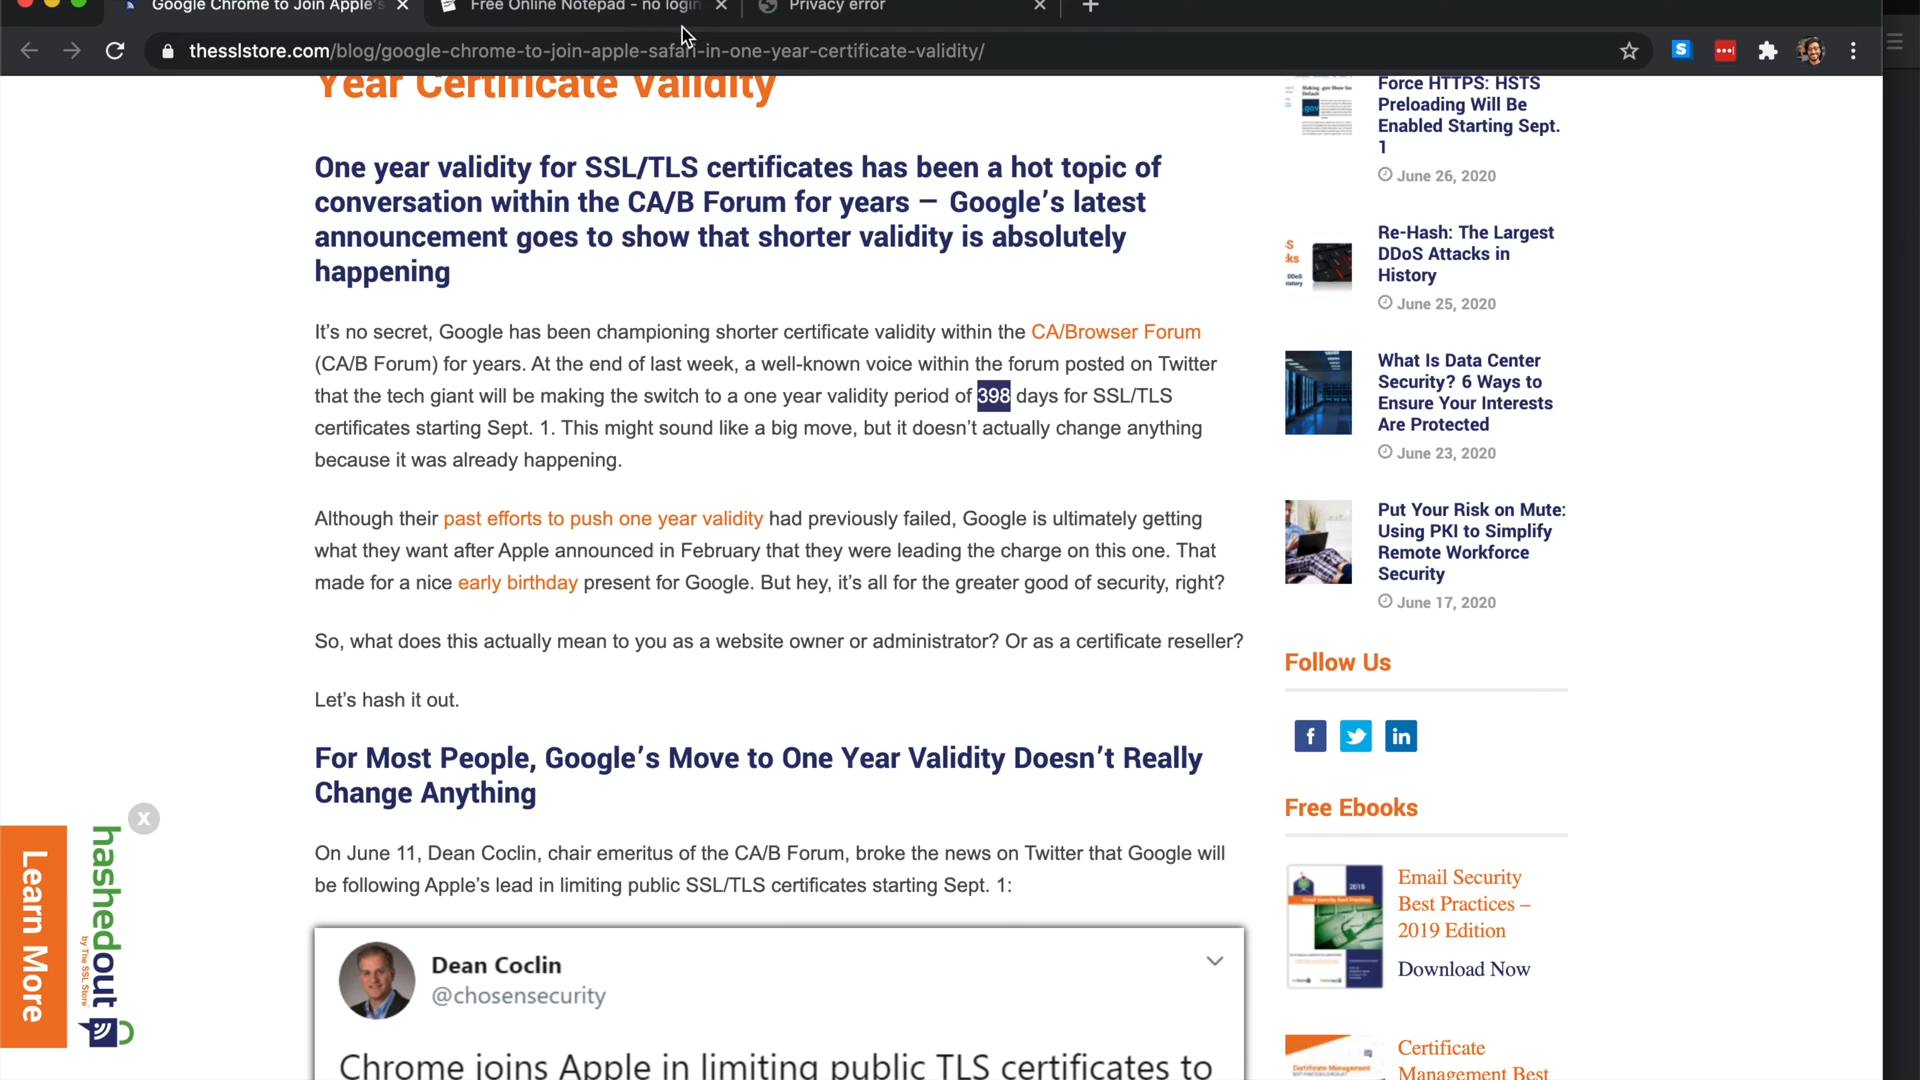 Google Chrome to Join Apple's
Free Online Notepad - no login
Privacy error
thesslstore.com/blog/google-chrome-to-join-apple-safari-in-one-year-certificate-validity/
Year Certificate Validity
One year validity for SSL/TLS certificates has been a hot topic of
conversation within the CA/B Forum for years — Google’s latest
announcement goes to show that shorter validity is absolutely
happening
It’s no secret, Google has been championing shorter certificate validity within the CA/Browser Forum
(CA/B Forum) for years. At the end of last week, a well-known voice within the forum posted on Twitter
that the tech giant will be making the switch to a one year validity period of 398 days for SSL/TLS
certificates starting Sept. 1. This might sound like a big move, but it doesn’t actually change anything
because it was already happening.
Although their past efforts to push one year validity had previously failed, Google is ultimately getting
what they want after Apple announced in February that they were leading the charge on this one. That
made for a nice early birthday present for Google. But hey, it’s all for the greater good of security, right?
So, what does this actually mean to you as a website owner or administrator? Or as a certificate reseller?
Let’s hash it out.
For Most People, Google’s Move to One Year Validity Doesn’t Really
Change Anything
On June 11, Dean Coclin, chair emeritus of the CA/B Forum, broke the news on Twitter that Google will
be following Apple’s lead in limiting public SSL/TLS certificates starting Sept. 1:
Dean Coclin
@chosensecurity
Chrome joins Apple in limiting public TLS certificates to
Force HTTPS: HSTS
Preloading Will Be
Enabled Starting Sept.
1
June 26, 2020
Re-Hash: The Largest
DDoS Attacks in
History
June 25, 2020
What Is Data Center
Security? 6 Ways to
Ensure Your Interests
Are Protected
June 23, 2020
Put Your Risk on Mute:
Using PKI to Simplify
Remote Workforce
Security
June 17, 2020
Follow Us
Free Ebooks
2019
Email Security
Best Practices –
2019 Edition
Download Now
Certificate
Management Best
Learn More
hashedout
by The SSL Store
X